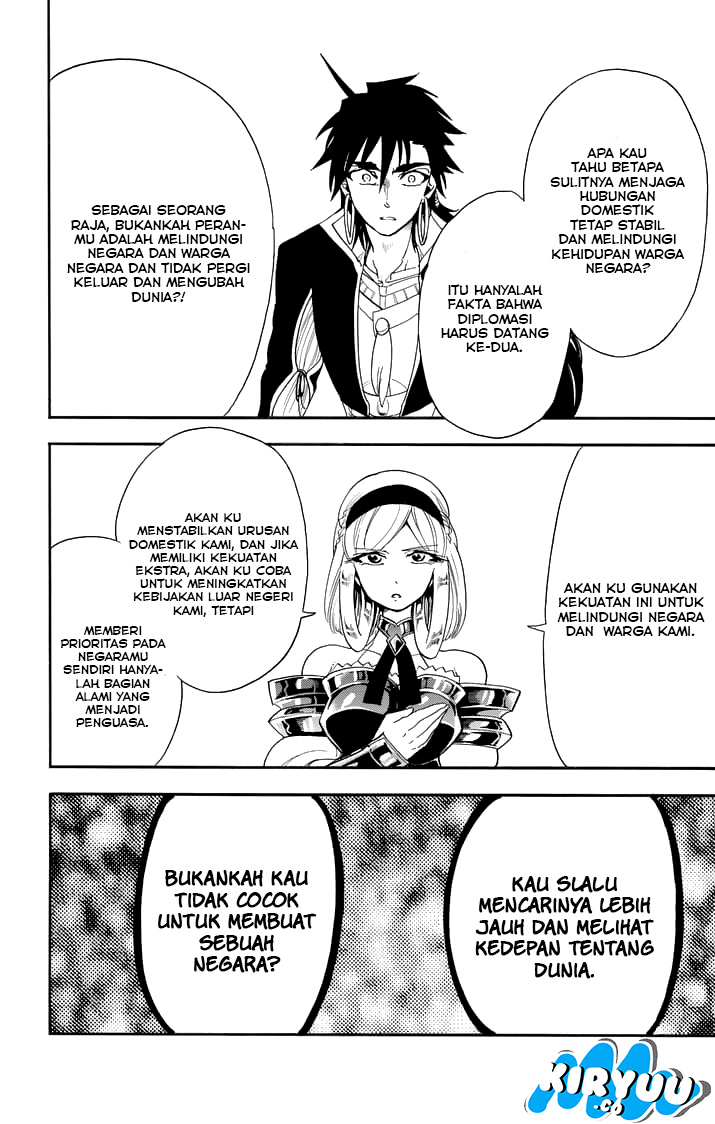 APA KAU
TAHU BETAPA
SULITNYA MENJAGA
HUBUNGAN
DOMESTIK
TETAP STABIL
DAN MELINDUNGI
KEHIDUPAN WARGA
NEGARA?
ITU HANYALAH
FAKTA BAHWA
DIPLOMASI
HARUS DATANG
KE-DUA.
SEBAGAI SEORANG
RAJA, BUKANKAH PERAN-
MU ADALAH MELINDUNGI
NEGARA DAN WARGA
NEGARA DAN TIDAK PERGI
KELUAR DAN MENGUBAH
DUNIA?!
AKAN KU GUNAKAN
KEKUATAN INI UNTUK
MELINDUNGI NEGARA
DAN WARGA KAMI.
AKAN KU
MENSTABILKAN URUSAN
DOMESTIK KAMI, DAN JIKA
MEMILIKI KEKUATAN
EKSTRA, AKAN KU COBA
UNTUK MENINGKATKAN
KEBIJAKAN LUAR NEGERI
KAMI, TETAPI
MEMBERI
PRIORITAS PADA
NEGARAMU
SENDIRI HANYA-
LAH BAGIAN
ALAMI YANG
MENJADI
PENGUASA.
KAU SLALU
MENCARINYA LEBIH
JAUH DAN MELIHAT
KEDEPAN TENTANG
DUNIA.
BUKANKAH KAU
TIDAK COCOK
UNTUK MEMBUAT
SEBUAH
NEGARA?
KIRYUU
.CO